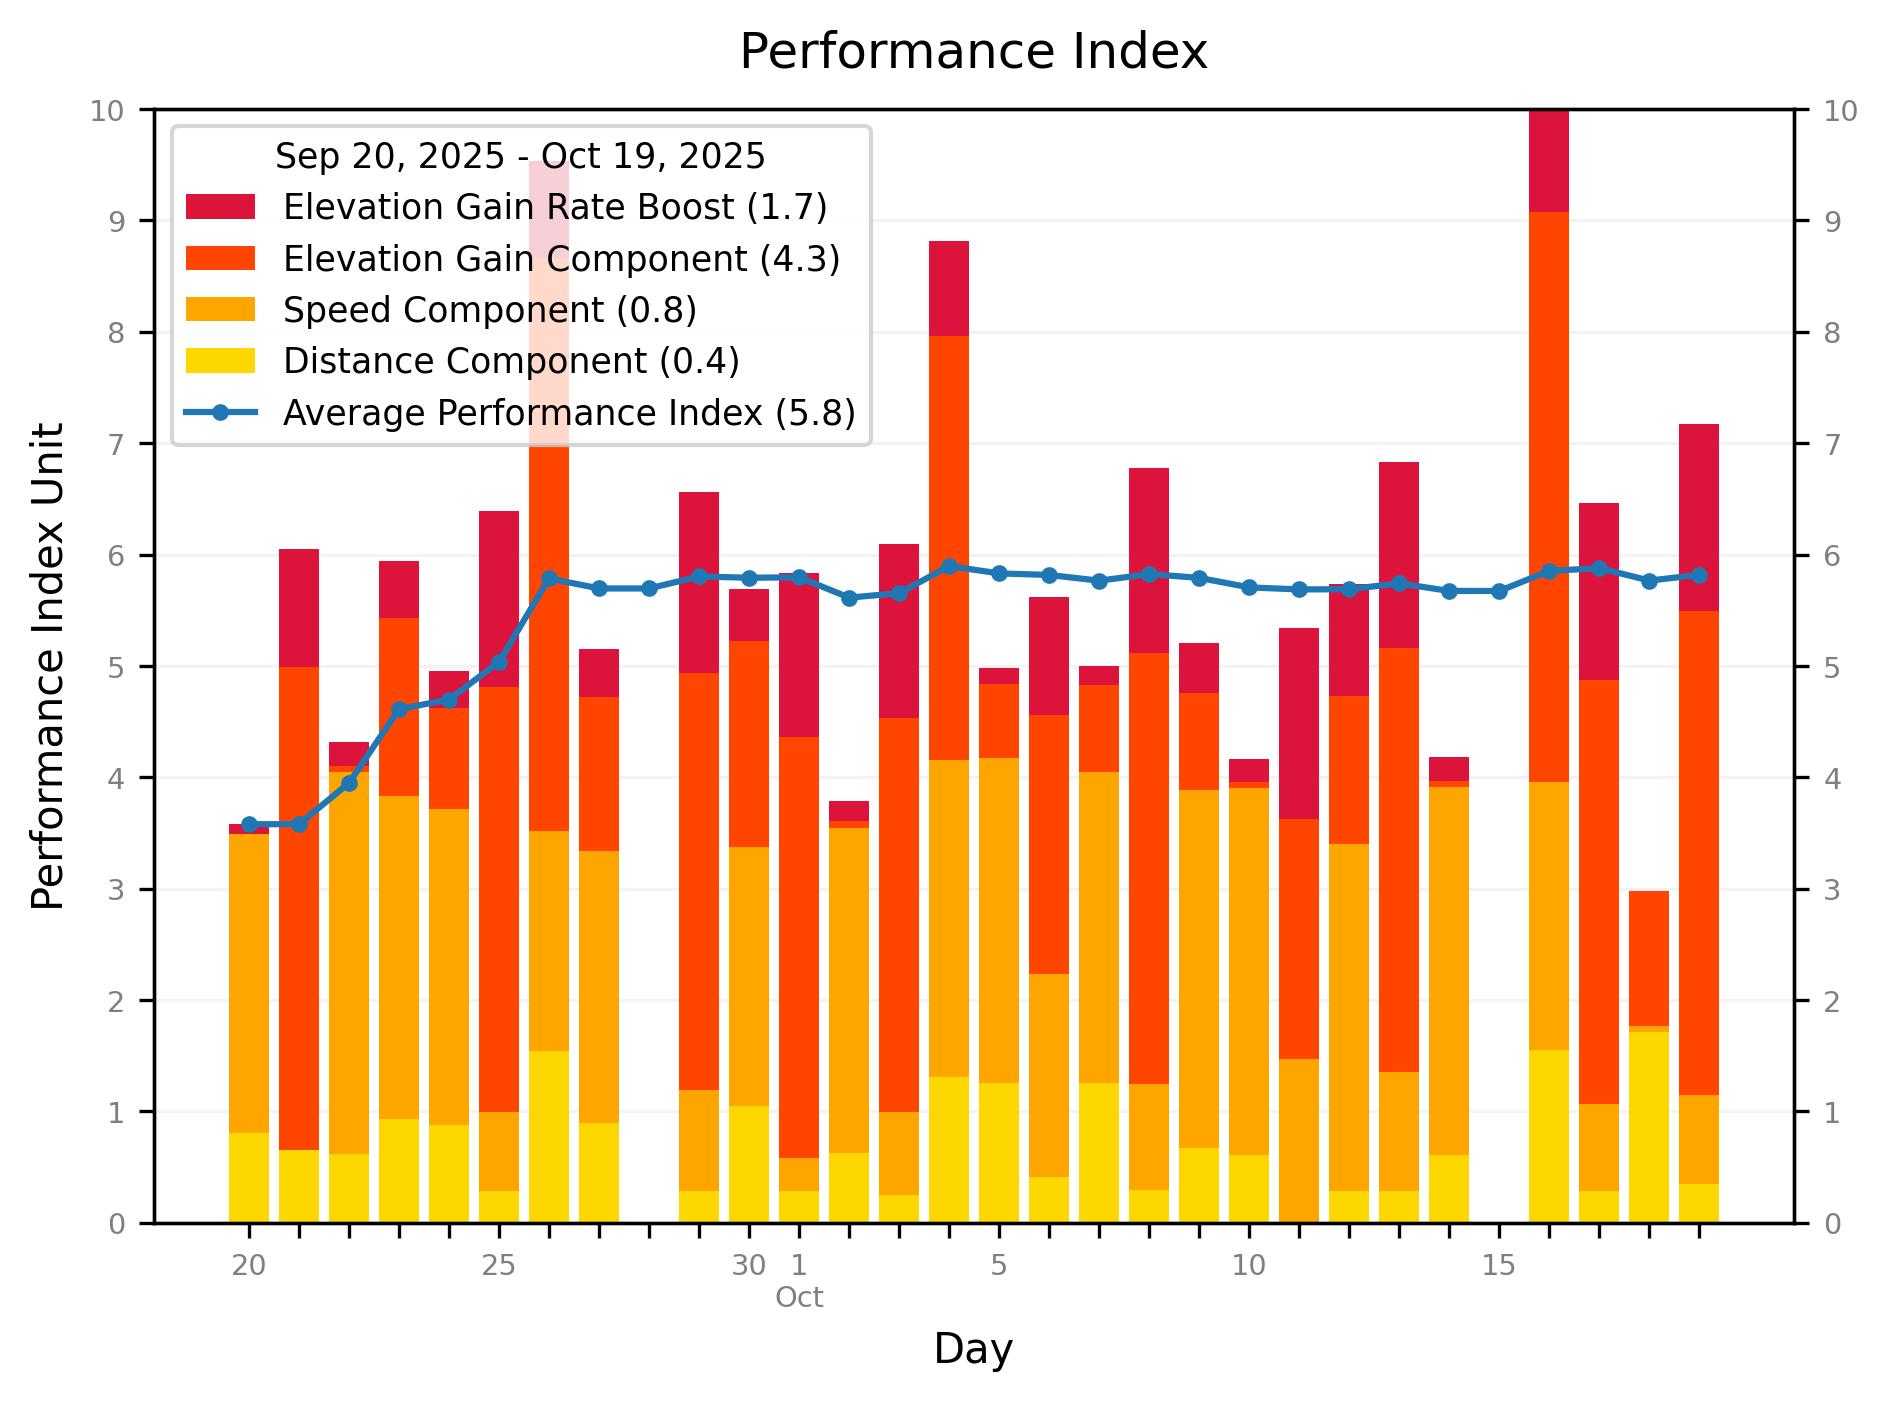 Performance Index
Sep 20, 2025 - Oct 19, 2025
Elevation Gain Rate Boost (1.7)
Elevation Gain Component (4.3)
Speed Component (0.8)
Distance Component (0.4)
Average Performance Index (5.8)
Performance Index Unit
10
9
8
7
6
5
4
3
2
1
0
10
9
8
7
6
5
4
3
2
1
0
20 25 30 1 5 10 15
Oct
Day